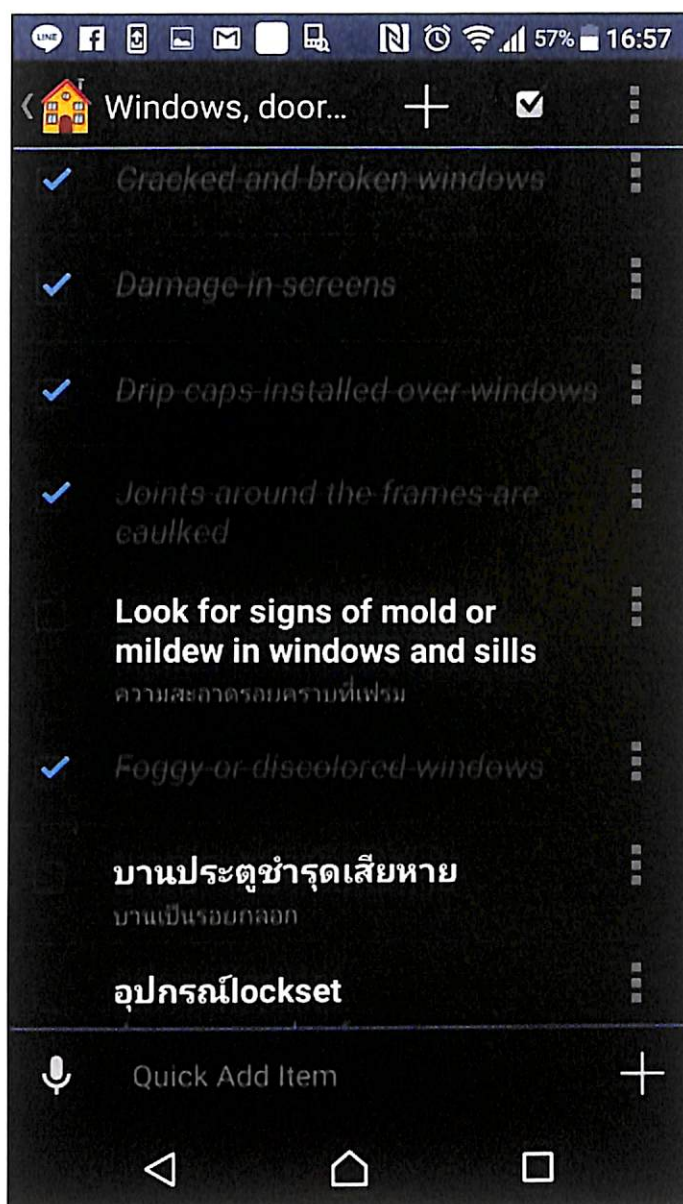 LINE 57% 16:57
Windows, door...
Cracked and broken windows
Damage in screens
Drip caps installed over windows
Joints around the frames are
caulked
Look for signs of mold or
mildew in windows and sills
ความสะอาดรอบคราบที่เฟรม
Foggy or discolored windows
บานประตูชำรุดเสียหาย
บานเป็นรอยถลอก
อุปกรณ์lockset
Quick Add Item